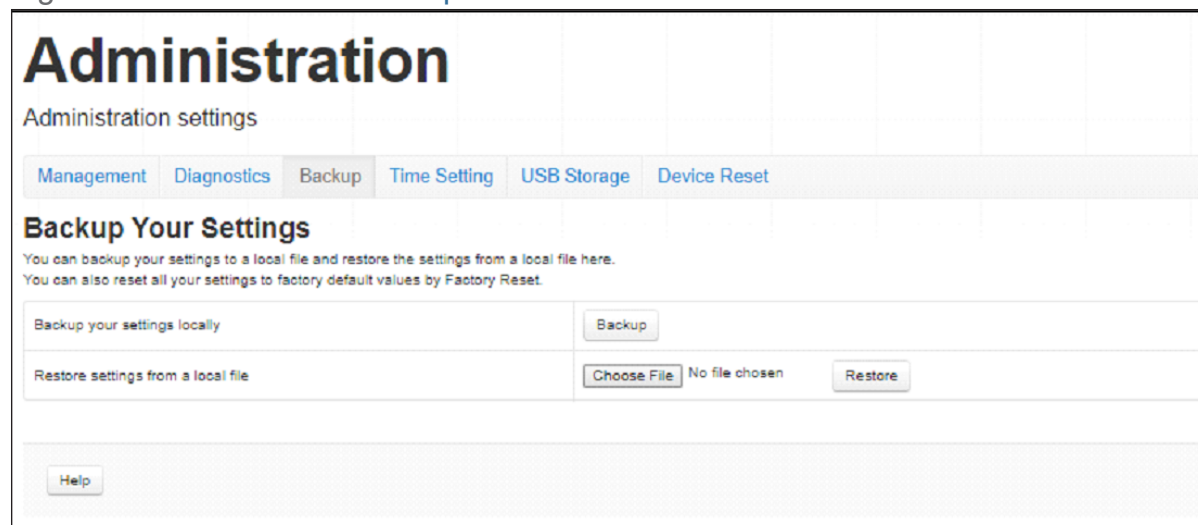 Administration
Administration settings
Management Diagnostics Backup Time Setting USB Storage Device Reset
Backup Your Settings
You can backup your settings to a local file and restore the settings from a local file here.
You can also reset all your settings to factory default values by Factory Reset.
Backup your settings locally Backup
Restore settings from a local file Choose File No file chosen Restore
Help